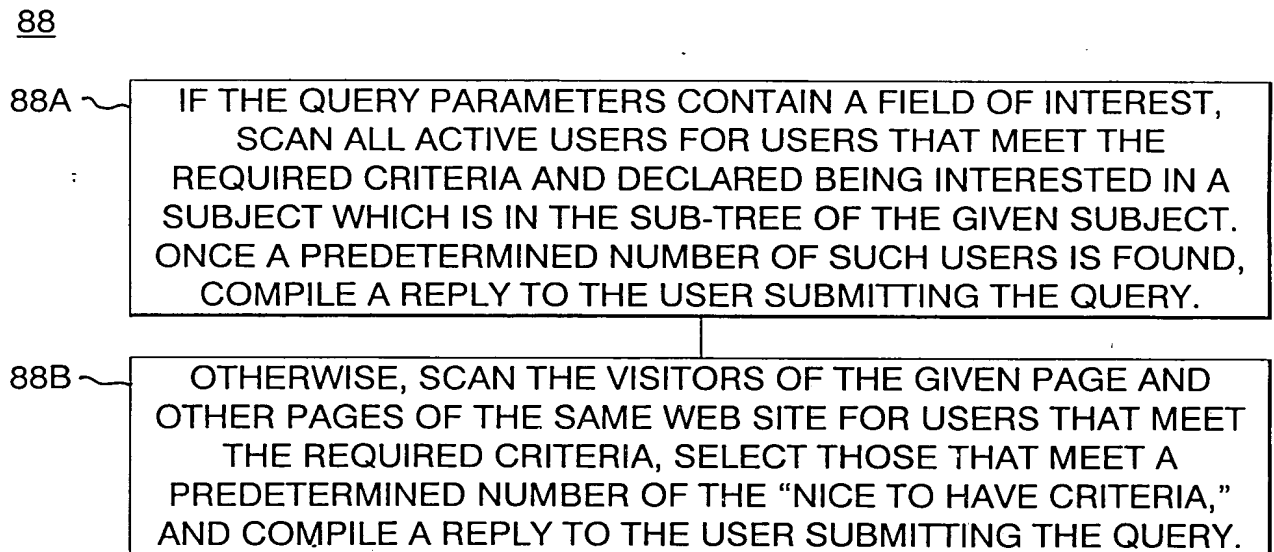 88
88A
IF THE QUERY PARAMETERS CONTAIN A FIELD OF INTEREST,
SCAN ALL ACTIVE USERS FOR USERS THAT MEET THE
REQUIRED CRITERIA AND DECLARED BEING INTERESTED IN A
SUBJECT WHICH IS IN THE SUB-TREE OF THE GIVEN SUBJECT.
ONCE A PREDETERMINED NUMBER OF SUCH USERS IS FOUND,
COMPILE A REPLY TO THE USER SUBMITTING THE QUERY.
88B
OTHERWISE, SCAN THE VISITORS OF THE GIVEN PAGE AND
OTHER PAGES OF THE SAME WEB SITE FOR USERS THAT MEET
THE REQUIRED CRITERIA, SELECT THOSE THAT MEET A
PREDETERMINED NUMBER OF THE “NICE TO HAVE CRITERIA,”
AND COMPILE A REPLY TO THE USER SUBMITTING THE QUERY.